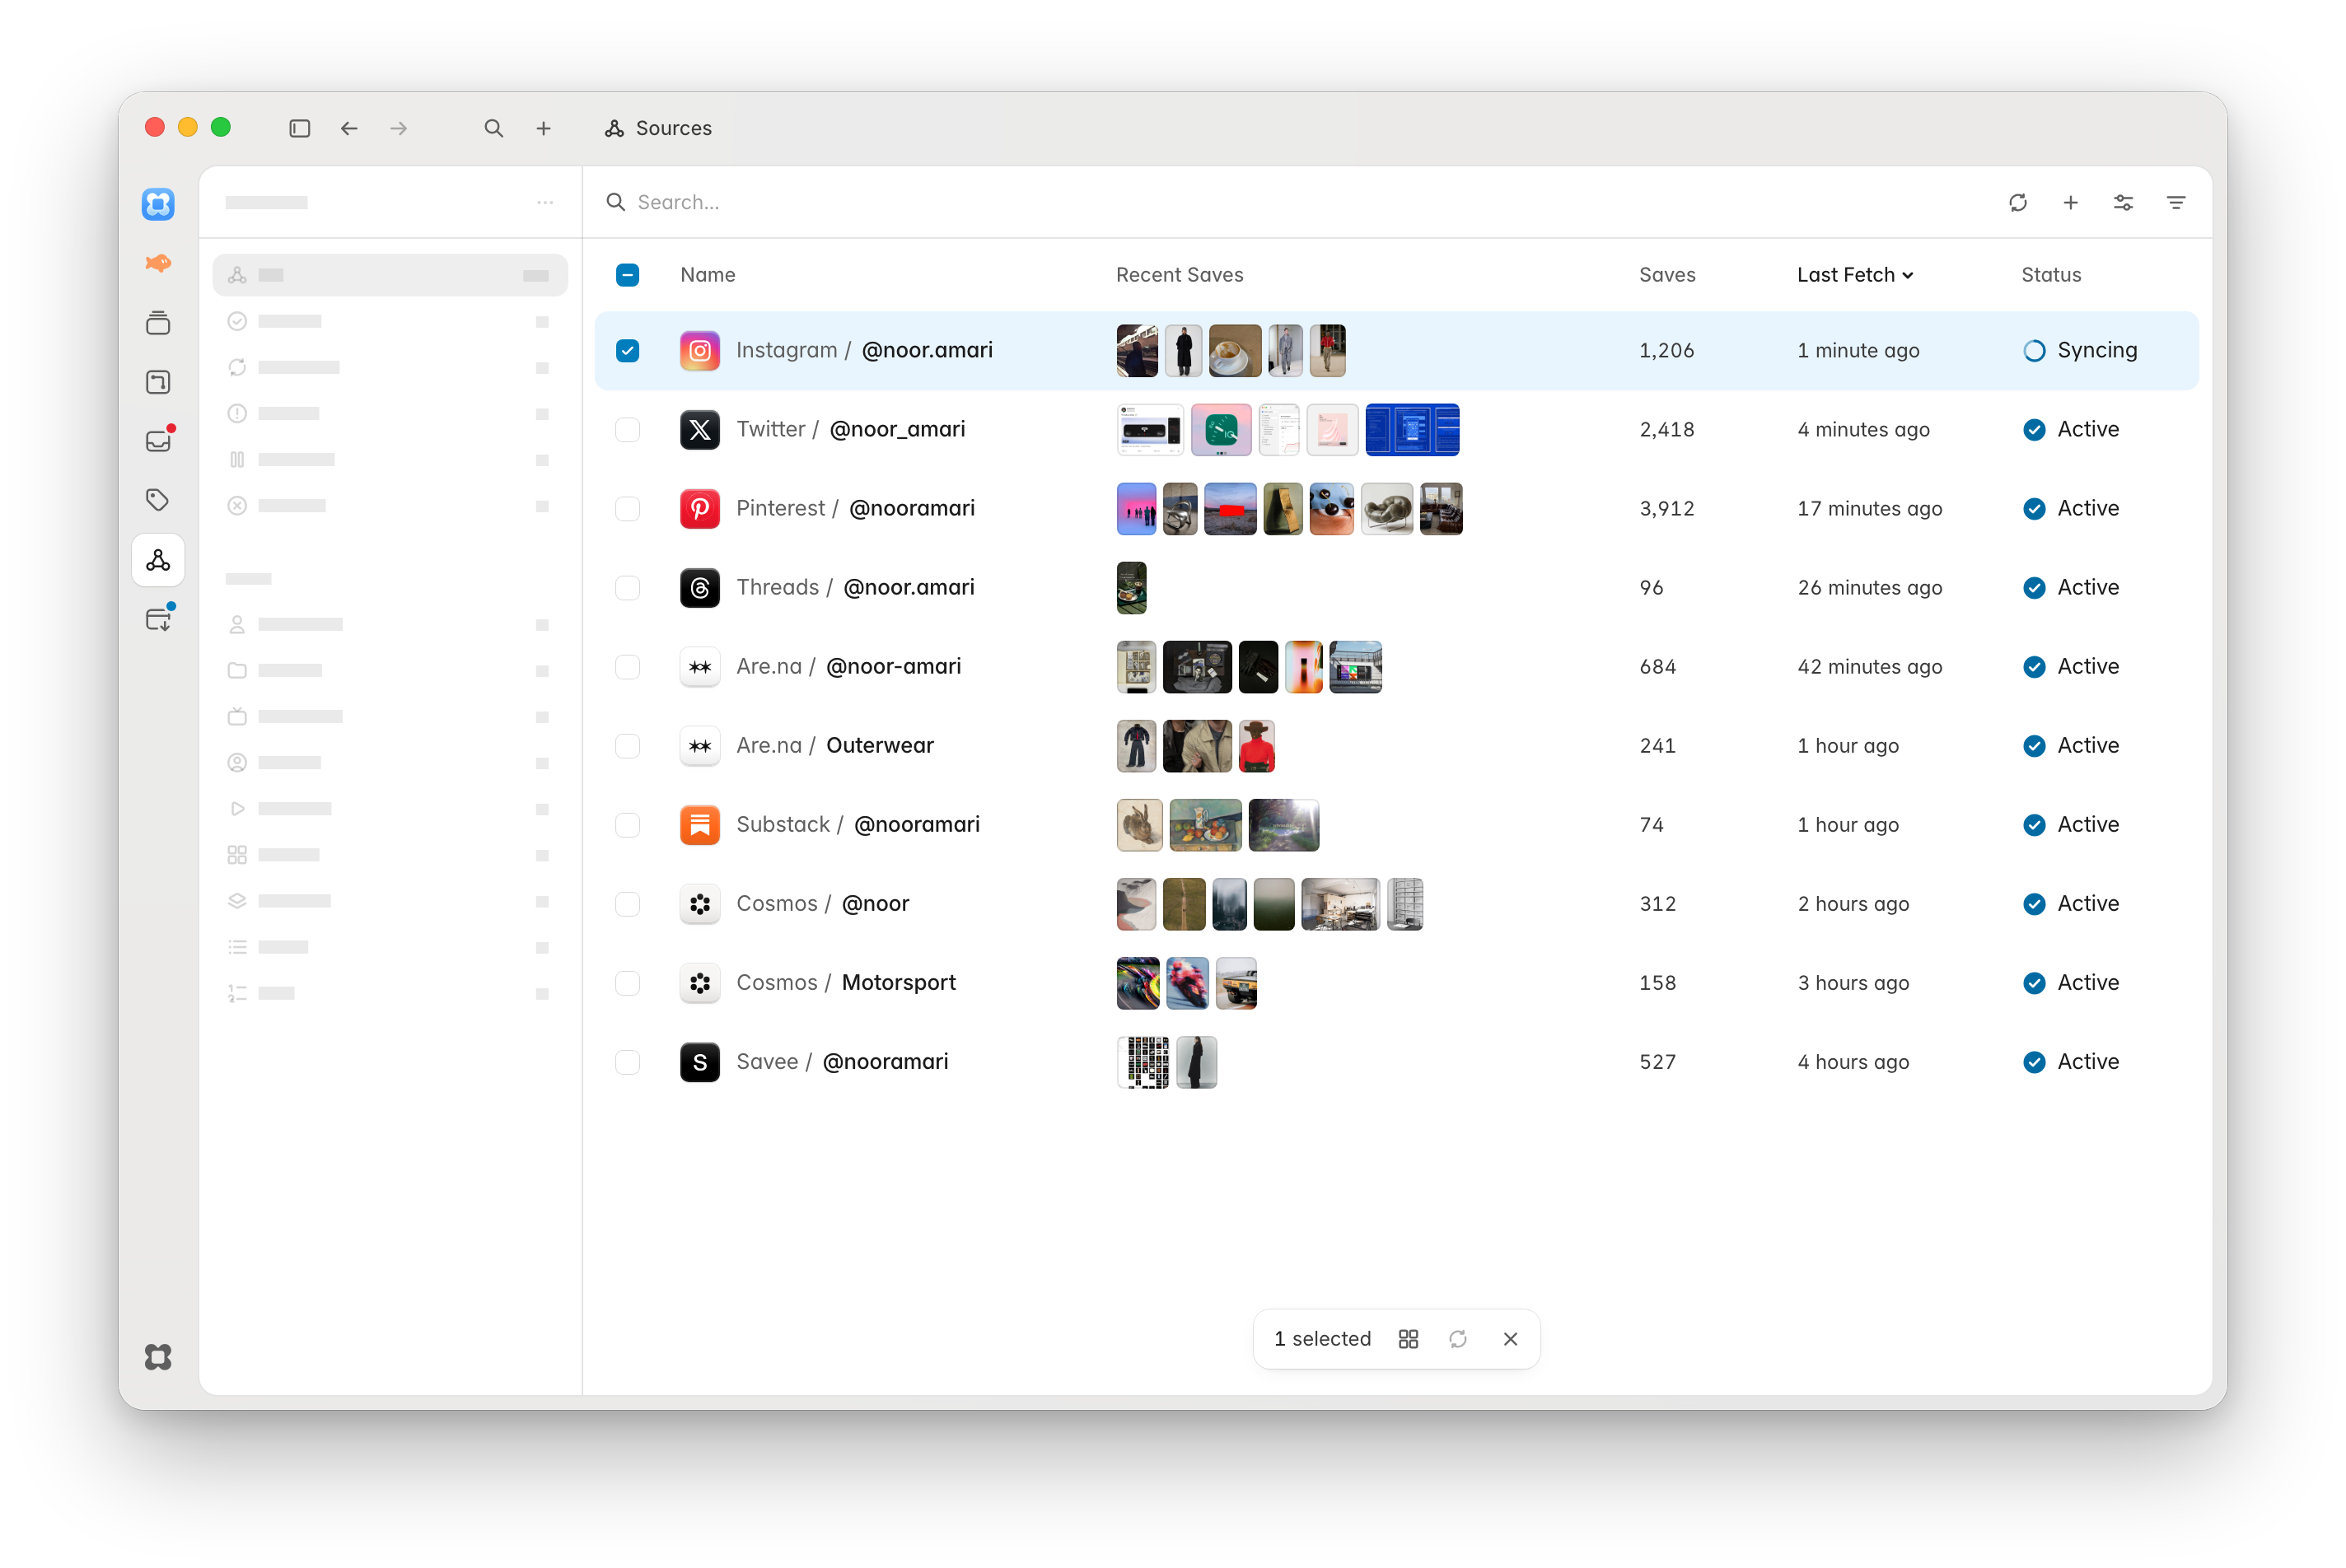 Sources
Search...
Name Recent Saves Saves Last Fetch Status
Instagram / @noor.amari 1,206 1 minute ago Syncing
Twitter / @noor_amari 2,418 4 minutes ago Active
Pinterest / @nooramari 3,912 17 minutes ago Active
Threads / @noor.amari 96 26 minutes ago Active
Are.na / @noor-amari 684 42 minutes ago Active
Are.na / Outerwear 241 1 hour ago Active
Substack / @nooramari 74 1 hour ago Active
Cosmos / @noor 312 2 hours ago Active
Cosmos / Motorsport 158 3 hours ago Active
S Savee / @nooramari 527 4 hours ago Active
1 selected